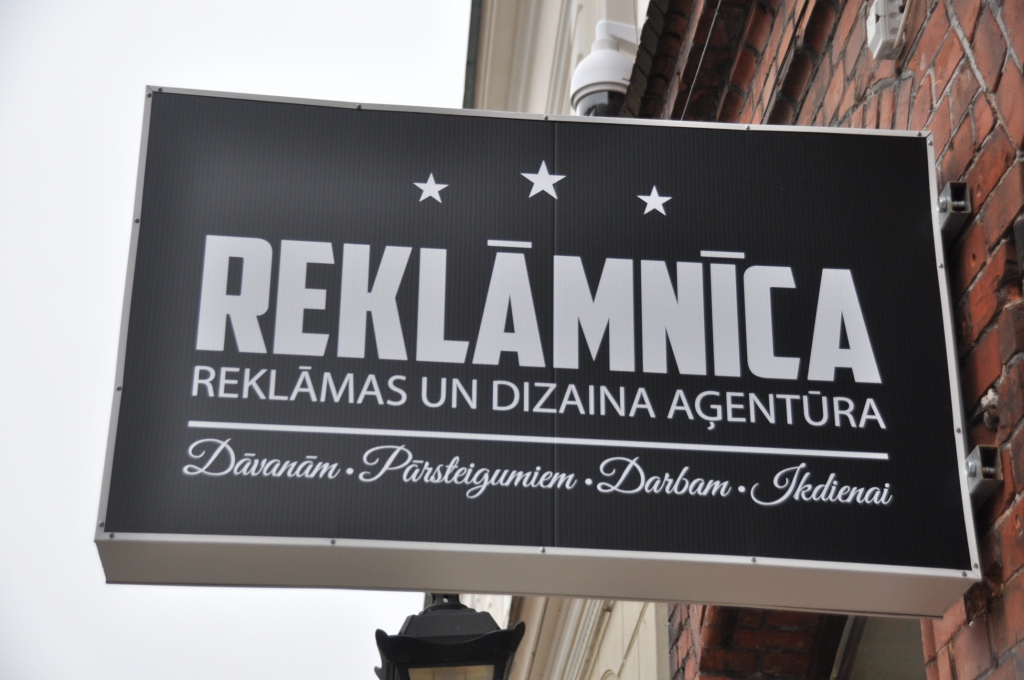 REKLĀMNĪCA
REKLĀMAS UN DIZAINA AĢENTŪRA
Dāvanām • Pārsteigumiem • Darbam • Ikdienai